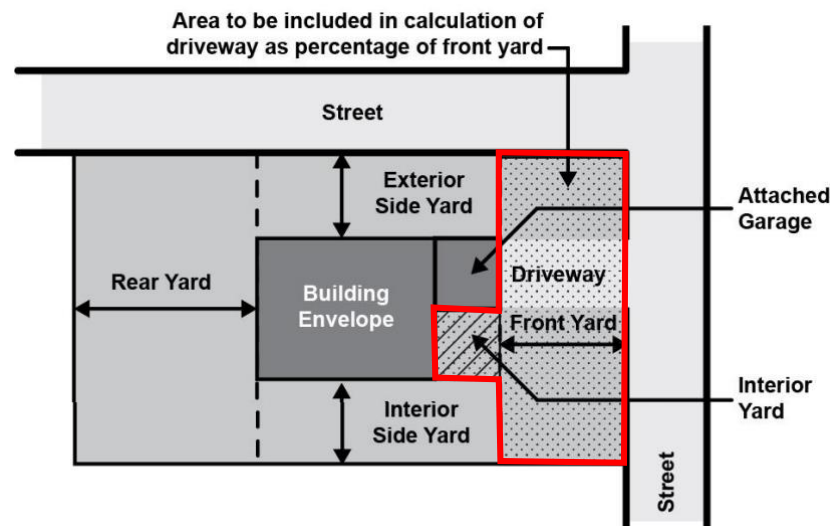 Area to be included in calculation of
driveway as percentage of front yard
Street
Exterior
Side Yard
Attached
Garage
Rear Yard
Building
Envelope
Driveway
Front Yard
Interior
Side Yard
Interior
Yard
Street